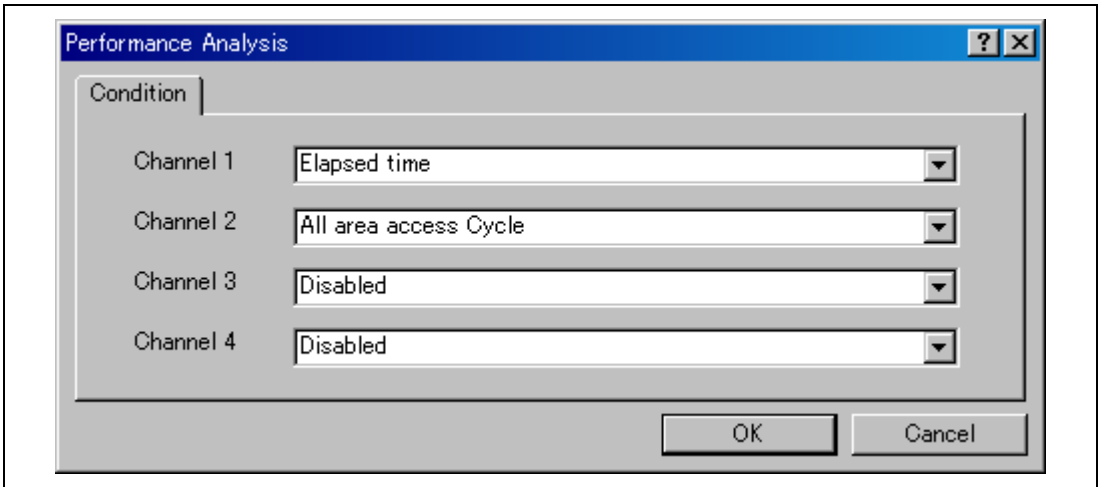 Performance Analysis
Condition
Channel 1 Elapsed time
Channel 2 All area access Cycle
Channel 3 Disabled
Channel 4 Disabled
OK Cancel